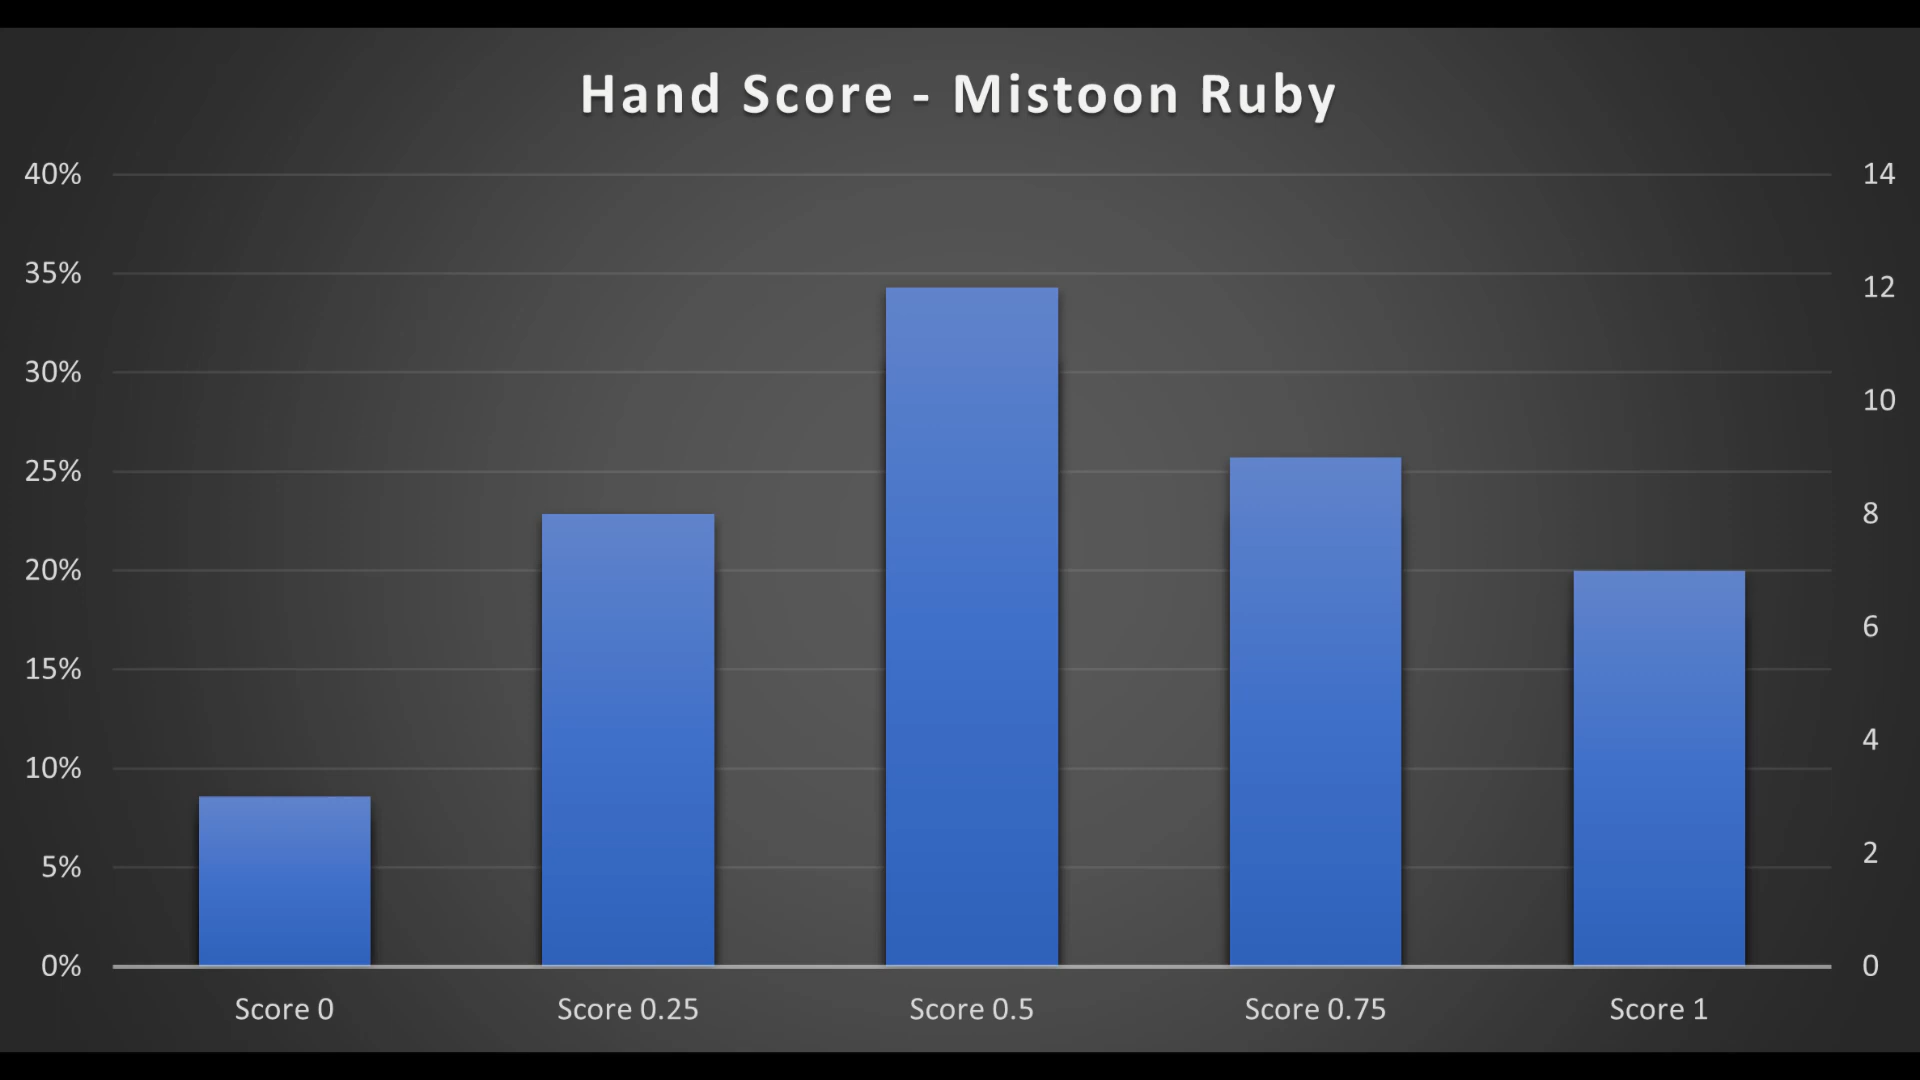 Hand Score - Mistoon Ruby
40%
35%
30%
25%
20%
15%
10%
5%
0%
14
12
10
8
6
4
2
0
Score 0
Score 0.25
Score 0.5
Score 0.75
Score 1